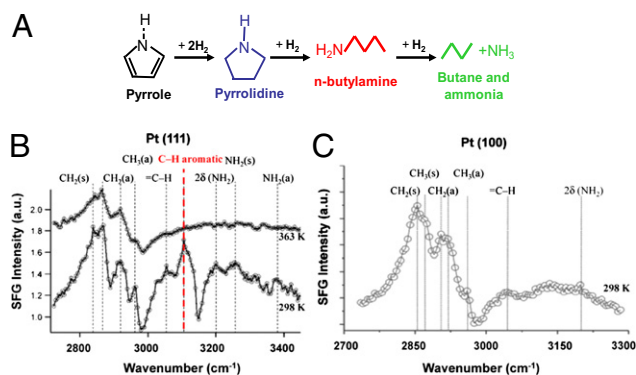 A
H
N
+ 2H₂
Pyrrole
H
N
+ H₂
Pyrrolidine
H₂N
+ H₂
n-butylamine
+NH₃
Butane and
ammonia
B
Pt (111)
CH₃(a) C–H aromatic NH₂(s)
CH₂(s) CH₂(a) =C–H 2δ (NH₂) NH₂(a)
SFG Intensity (a.u.)
2.0
1.8
1.6
1.4
1.2
1.0
363 K
298 K
2800 3000 3200 3400
Wavenumber (cm⁻¹)
C
Pt (100)
CH₂(s) CH₃(s) CH₂(a) CH₃(a) =C–H 2δ (NH₂)
SFG Intensity (a.u.)
298 K
2700 2850 3000 3150 3300
Wavenumber (cm⁻¹)